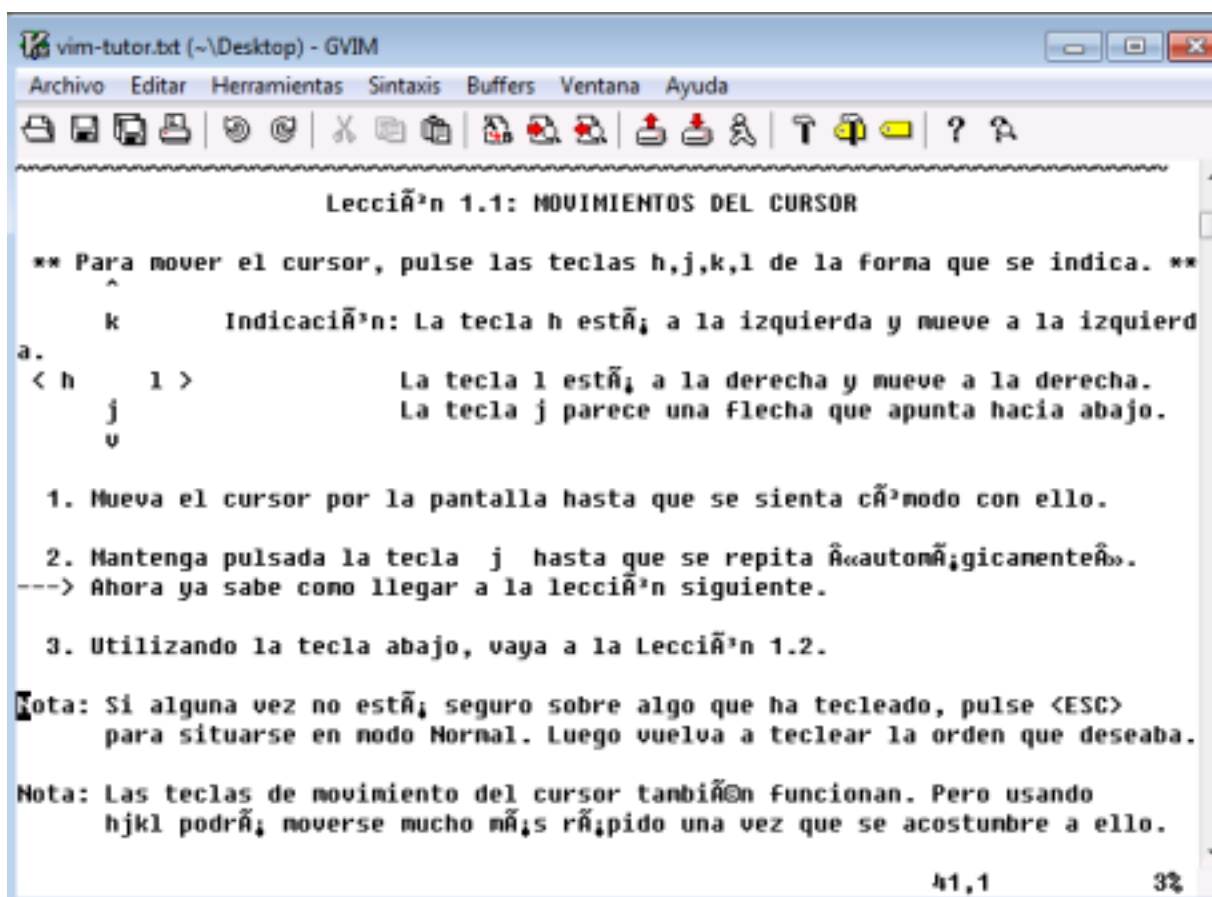 vim-tutor.txt (~\Desktop) - GVIM
Archivo Editar Herramientas Sintaxis Buffers Ventana Ayuda
LecciÃ³n 1.1: MOVIMIENTOS DEL CURSOR
** Para mover el cursor, pulse las teclas h,j,k,l de la forma que se indica. **
^
k Indicaciã³n: La tecla h estÃ¡ a la izquierda y mueve a la izquierd
a.
< h l > La tecla l estÃ¡ a la derecha y mueve a la derecha.
j La tecla j parece una flecha que apunta hacia abajo.
v
1. Mueva el cursor por la pantalla hasta que se sienta cÃ³modo con ello.
2. Mantenga pulsada la tecla j hasta que se repita Â«automÃ¡gicamenteÂ».
---> Ahora ya sabe como llegar a la lecciÃ³n siguiente.
3. Utilizando la tecla abajo, vaya a la LecciÃ³n 1.2.
Nota: Si alguna vez no estÃ¡ seguro sobre algo que ha tecleado, pulse <ESC>
para situarse en modo Normal. Luego vuelva a teclear la orden que deseaba.
Nota: Las teclas de movimiento del cursor tambiÃ©n funcionan. Pero usando
hjkl podrÃ¡ moverse mucho mÃ¡s rÃ¡pido una vez que se acostumbre a ello.
41,1 3%